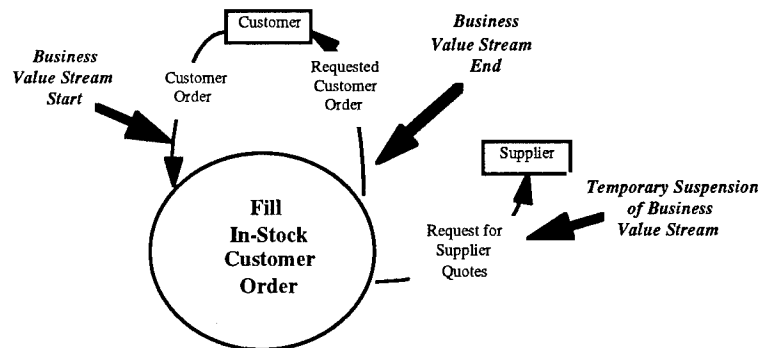 Customer
Business
Value Stream
Start
Customer
Order
Requested
Customer
Order
Business
Value Stream
End
Supplier
Fill
In-Stock
Customer
Order
Request for
Supplier
Quotes
Temporary Suspension
of Business
Value Stream